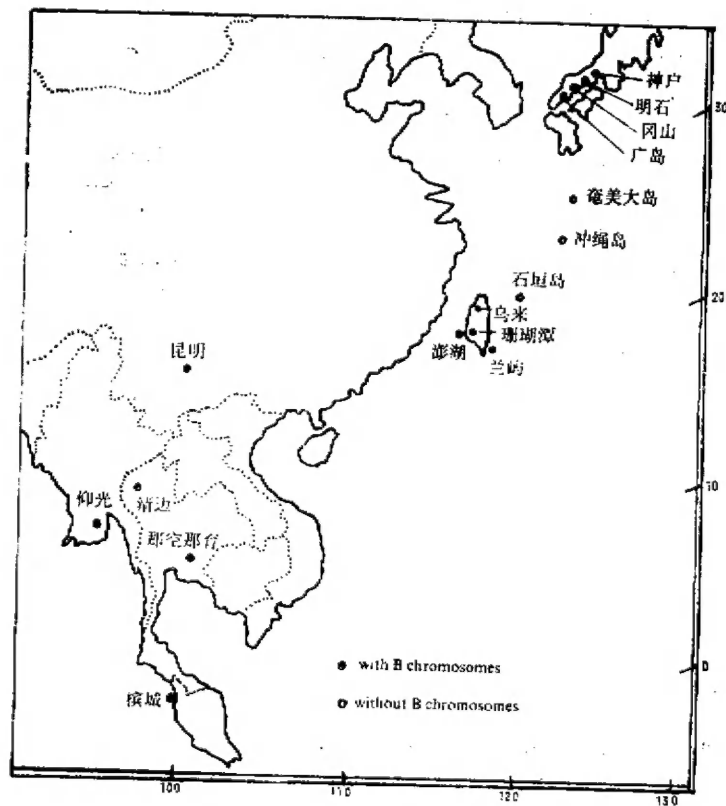 神户
明石
30
冈山
广岛
奄美大岛
冲绳岛
石垣岛
20
乌来
珊瑚潭
澎湖
兰屿
昆明
10
仰光
清边
那空那育
with B chromosomes
0
槟城
without B chromosomes
100
110
120
130